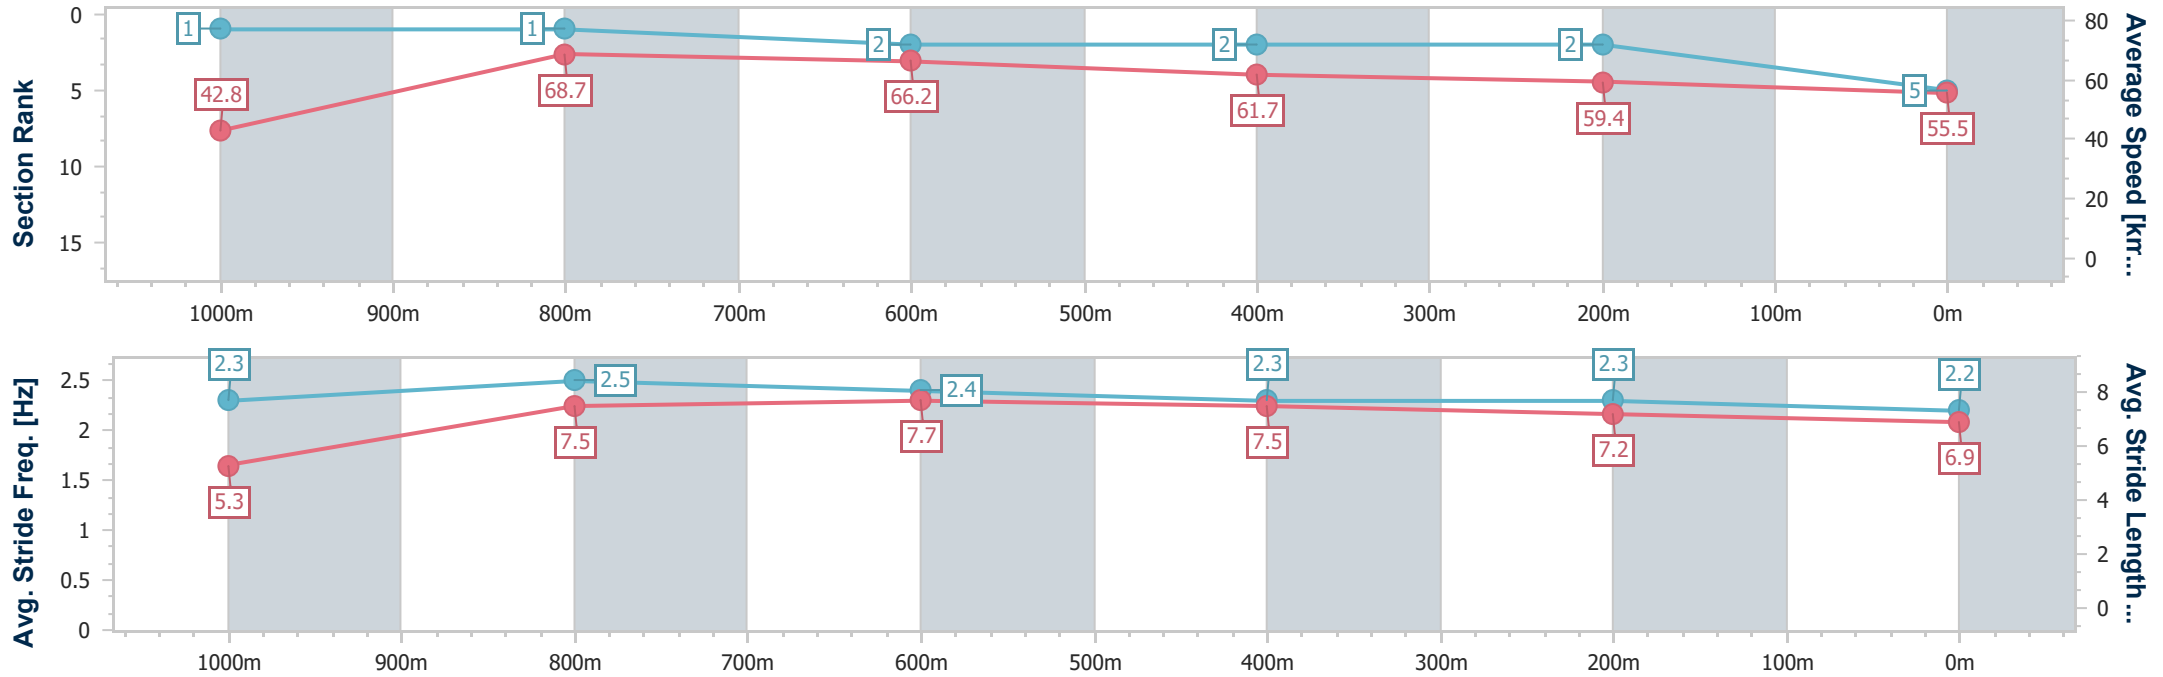 Section Rank
0
5
10
15
1
1
2
2
2
5
42.8
68.7
66.2
61.7
59.4
55.5
80
60
40
20
0
Average Speed [km...
1000m
900m
800m
700m
600m
500m
400m
300m
200m
100m
0m
Avg. Stride Freq. [Hz]
2.5
2
1.5
1
0.5
0
2.3
2.5
2.4
2.3
2.3
2.2
5.3
7.5
7.7
7.5
7.2
6.9
8
6
4
2
0
Avg. Stride Length ...
1000m
900m
800m
700m
600m
500m
400m
300m
200m
100m
0m